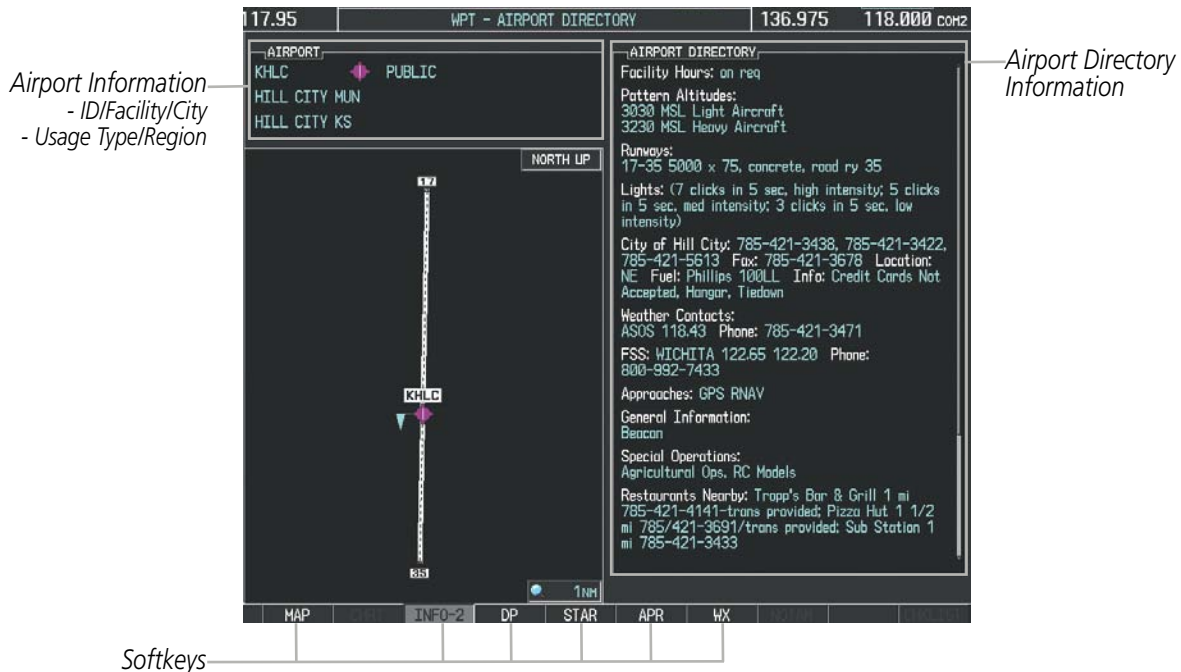 117.95
WPT - AIRPORT DIRECTORY
136.975
118.000 COM2
AIRPORT
KHLC PUBLIC
HILL CITY MUN
HILL CITY KS
Airport Information
- ID/Facility/City
- Usage Type/Region
NORTH UP
17
KHLC
35
1NM
AIRPORT DIRECTORY
Facility Hours: on req
Pattern Altitudes:
3030 MSL Light Aircraft
3230 MSL Heavy Aircraft
Runways:
17-35 5000 x 75, concrete, road ry 35
Lights: (7 clicks in 5 sec, high intensity; 5 clicks
in 5 sec, med intensity; 3 clicks in 5 sec, low
intensity)
City of Hill City: 785-421-3438, 785-421-3422,
785-421-5613 Fax: 785-421-3678 Location:
NE Fuel: Phillips 100LL Info: Credit Cards Not
Accepted, Hangar, Tiedown
Weather Contacts:
ASOS 118.43 Phone: 785-421-3471
FSS: WICHITA 122.65 122.20 Phone:
800-992-7433
Approaches: GPS RNAV
General Information:
Beacon
Special Operations:
Agricultural Ops, RC Models
Restaurants Nearby: Trapp's Bar & Grill 1 mi
785-421-4141-trans provided; Pizza Hut 1 1/2
mi 785/421-3691/trans provided; Sub Station 1
mi 785-421-3433
Airport Directory
Information
MAP
INFO-2
DP
STAR
APR
WX
Softkeys